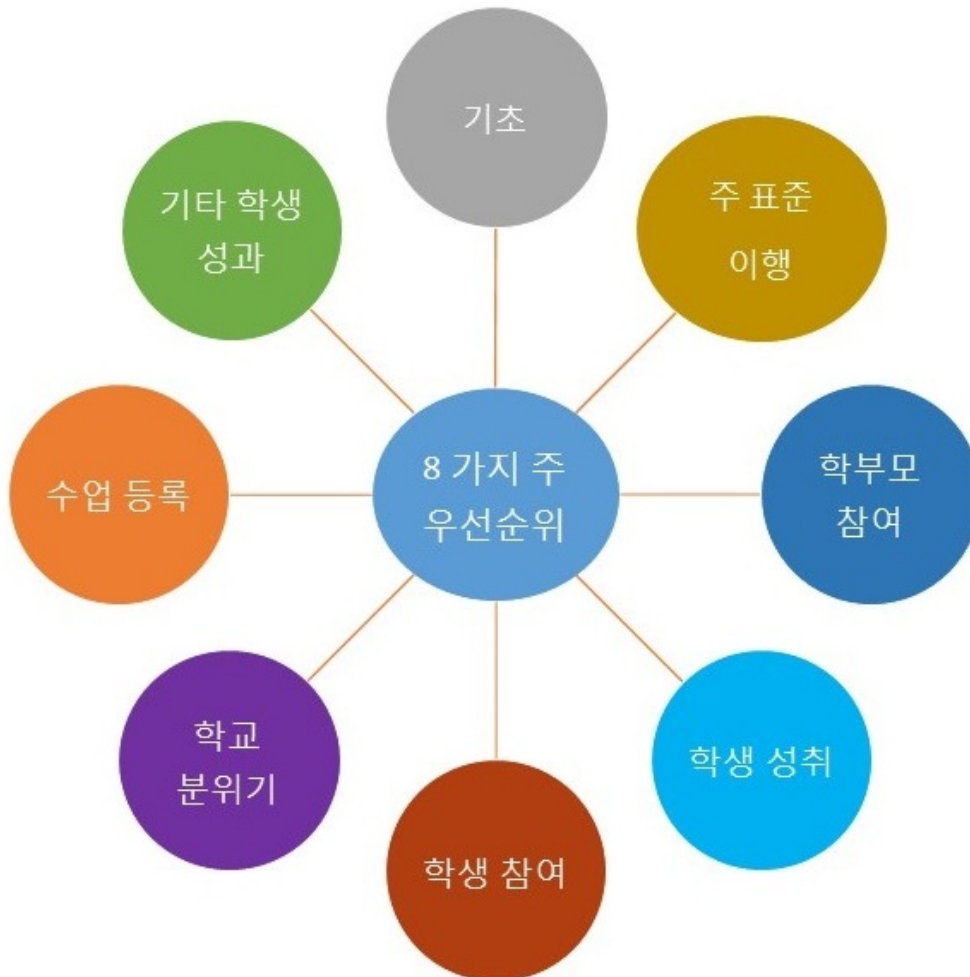 기초
주 표준
이행
학부모
참여
학생 성취
학생 참여
학교
분위기
수업 등록
기타 학생
성과
8 가지 주
우선순위